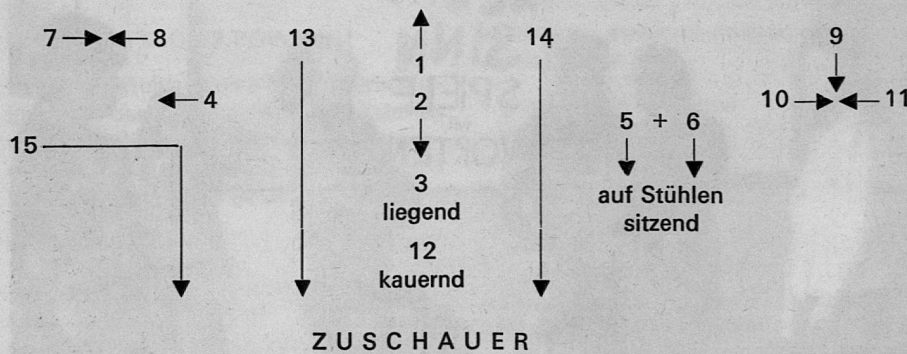 7 8 13 14 9
1
4 2 10 11
5 + 6
15
3 auf Stühlen
liegend sitzend
12
kauernd
ZUSCHAUER